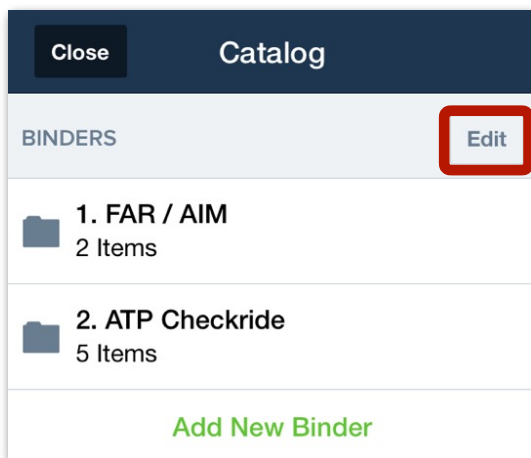 Close Catalog
BINDERS Edit
1. FAR / AIM
2 Items
2. ATP Checkride
5 Items
Add New Binder